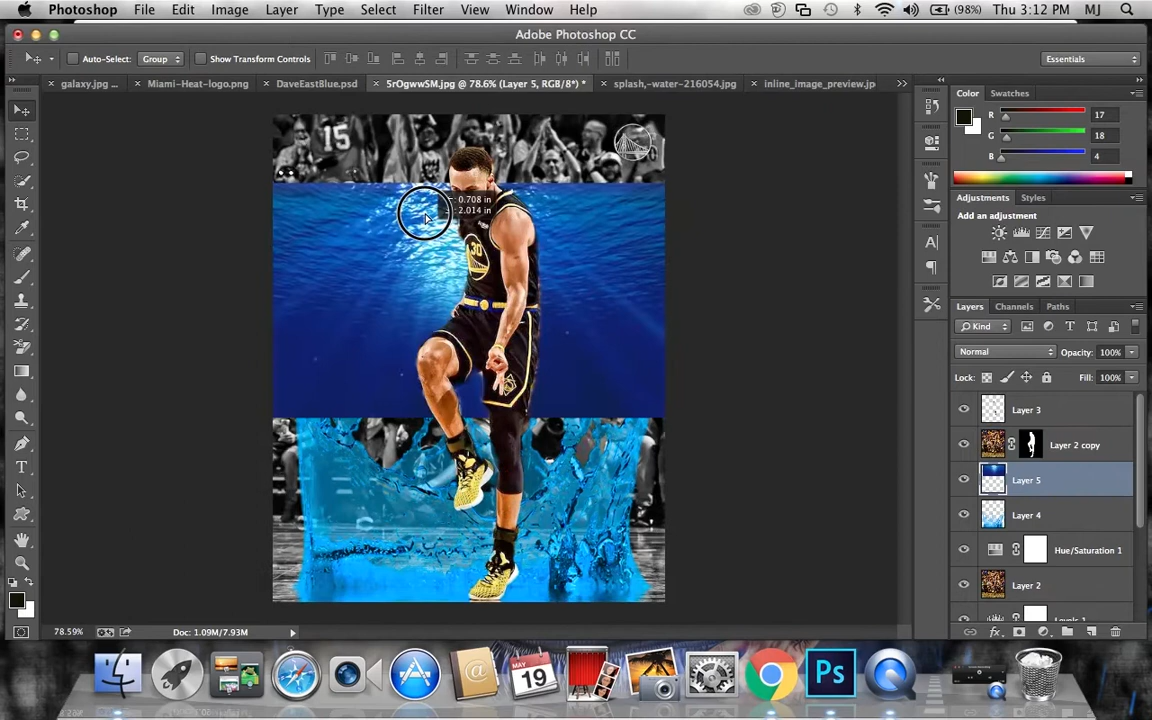 Photoshop File Edit Image Layer Type Select Filter View Window Help (98%) Thu 3:12 PM MJ
Adobe Photoshop CC
Auto-Select: Group Show Transform Controls Essentials
galaxy.jpg ... Miami-Heat-logo.png DaveEastBlue.psd 5rOgwwSM.jpg @ 78.6% (Layer 5, RGB/8*) * splash,-water-216054.jpg inline_image_preview.jp
Color Swatches
R 17
G 18
B 4
15
0.708 in
2.014 in
30
Adjustments Styles
Add an adjustment
Layers Channels Paths
Kind
Normal Opacity: 100%
Lock: Fill: 100%
Layer 3
Layer 2 copy
Layer 5
Layer 4
Hue/Saturation 1
Layer 2
Levels 1
78.59% Doc: 1.09M/7.93M
MAY
19
Ps